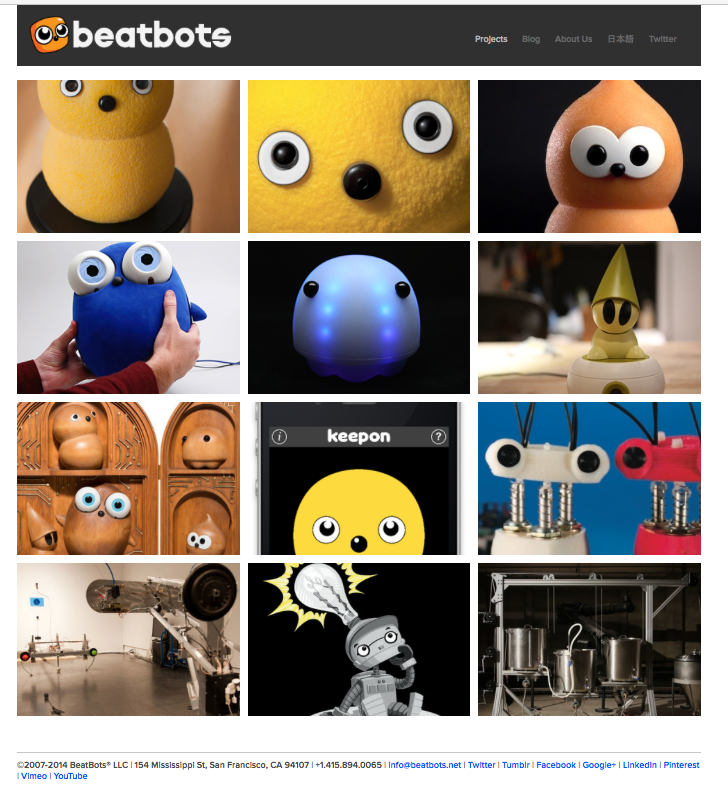 beatbots
Projects Blog About Us 日本語 Twitter
i keepon ?
©2007-2014 BeatBots® LLC | 154 Mississippi St, San Francisco, CA 94107 | +1.415.894.0065 | info@beatbots.net | Twitter | Tumblr | Facebook | Google+ | LinkedIn | Pinterest
| Vimeo | YouTube